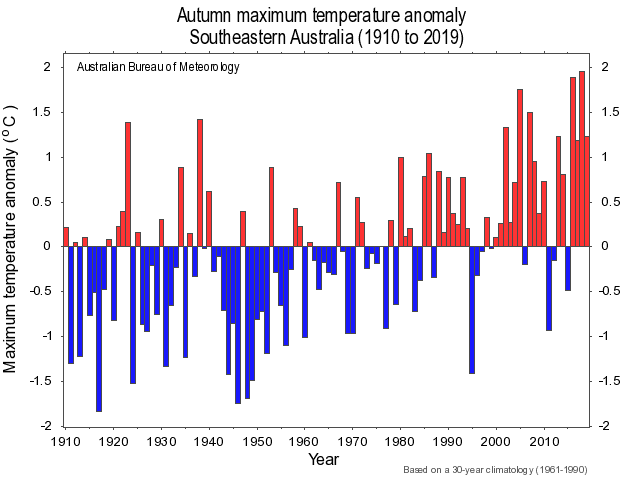 Autumn maximum temperature anomaly
Southeastern Australia (1910 to 2019)
Australian Bureau of Meteorology
Maximum temperature anomaly (°C )
2 2
1.5 1.5
1 1
0.5 0.5
0 0
-0.5 -0.5
-1 -1
-1.5 -1.5
-2 -2
1910 1920 1930 1940 1950 1960 1970 1980 1990 2000 2010
Year
Based on a 30-year climatology (1961-1990)